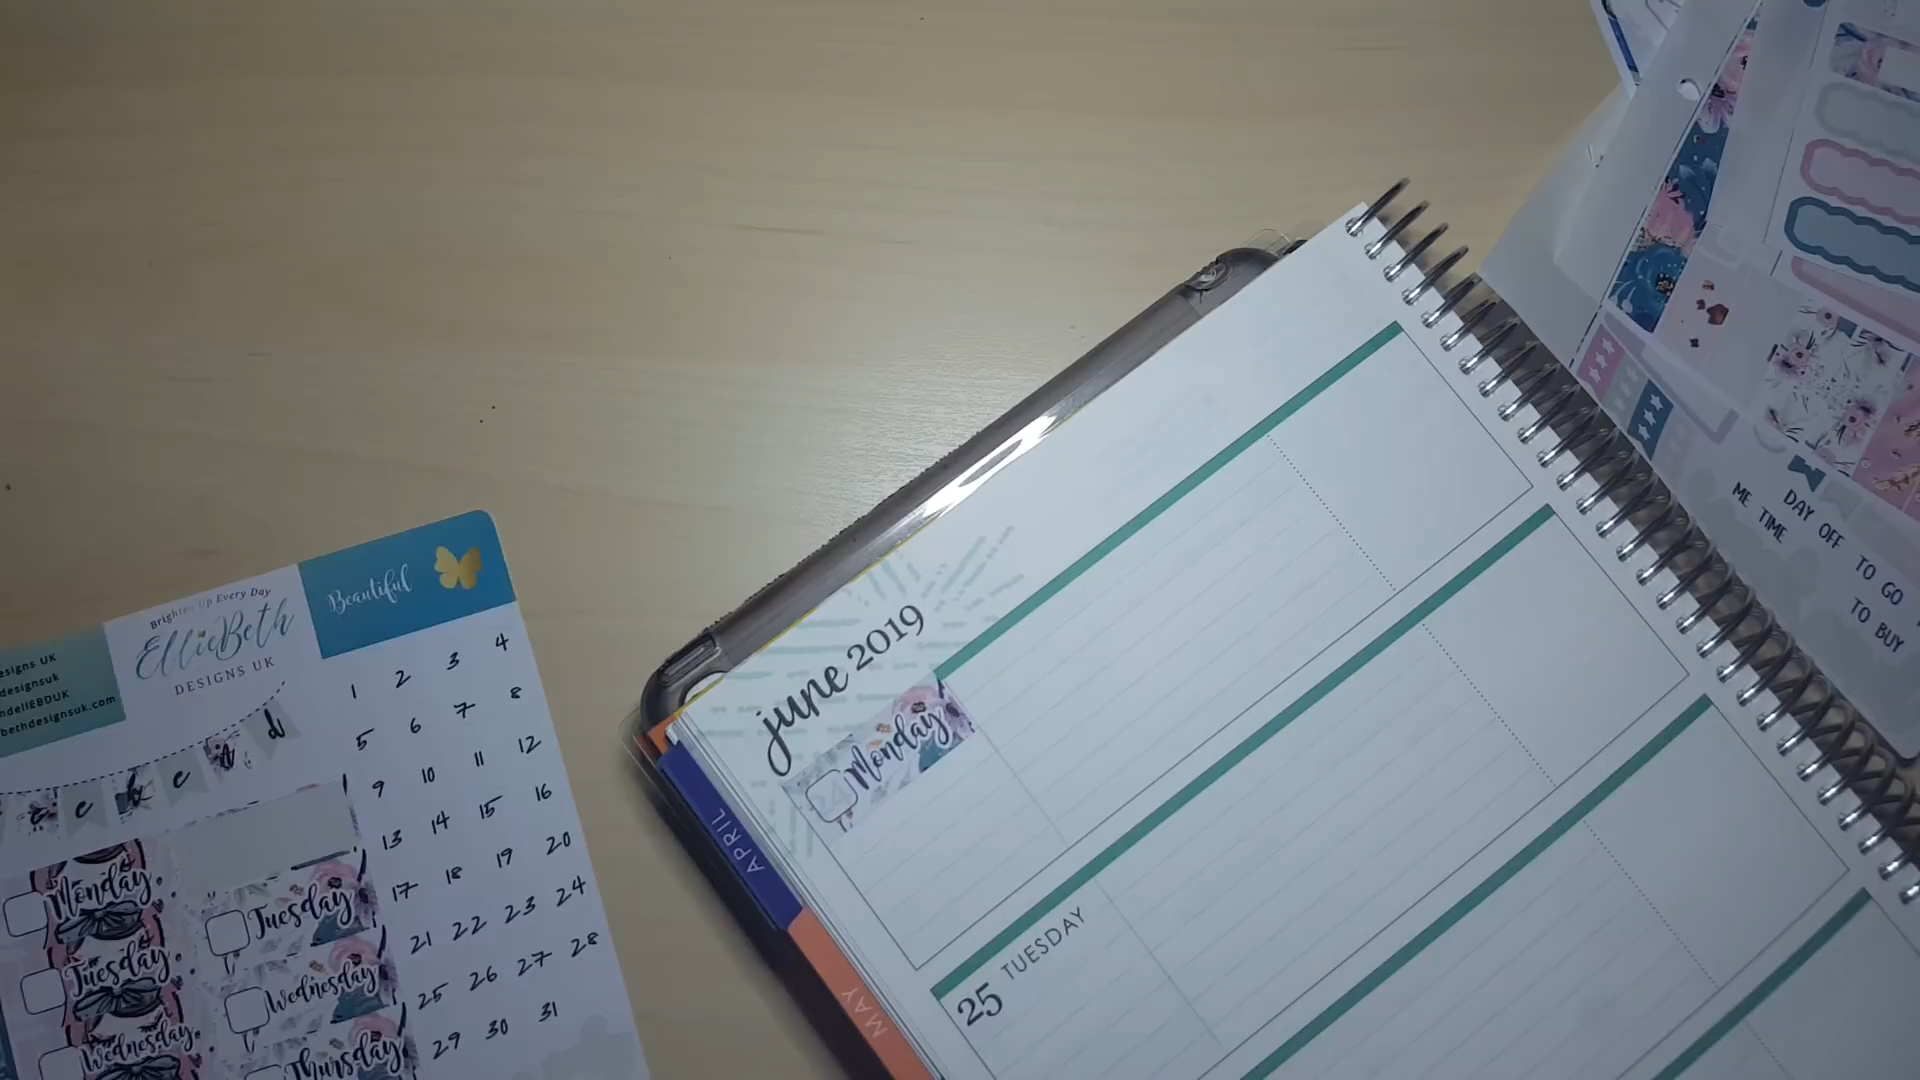 Brighten Up Every Day
EllieBeth
DESIGNS UK
Beautiful
esigns UK
designsuk
ndellEBDUK
bethdesignsuk.com
1 2 3 4
5 6 7 8
9 10 11 12
13 14 15 16
17 18 19 20
21 22 23 24
25 26 27 28
29 30 31
Monday
Tuesday
Wednesday
Tuesday
Wednesday
Thursday
june 2019
Monday
25 TUESDAY
APRIL
MAY
ME TIME
DAY OFF
TO GO
TO BUY